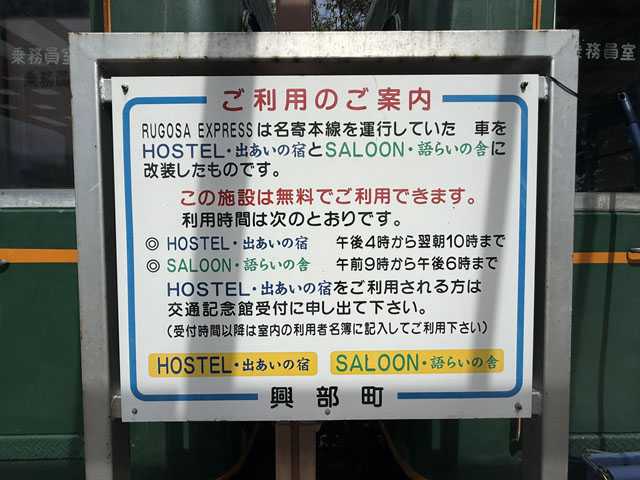 乗務員室
乗務員室
ご利用のご案内
RUGOSA EXPRESSは名寄本線を運行していた 車を
HOSTEL・出あいの宿とSALOON・語らいの舎に
改装したものです。
この施設は無料でご利用できます。
利用時間は次のとおりです。
◎ HOSTEL・出あいの宿 午後4時から翌朝10時まで
◎ SALOON・語らいの舎 午前9時から午後6時まで
HOSTEL・出あいの宿をご利用される方は
交通記念館受付に申し出て下さい。
(受付時間以降は室内の利用者名簿に記入してご利用下さい)
HOSTEL・出あいの宿 SALOON・語らいの舎
興部町